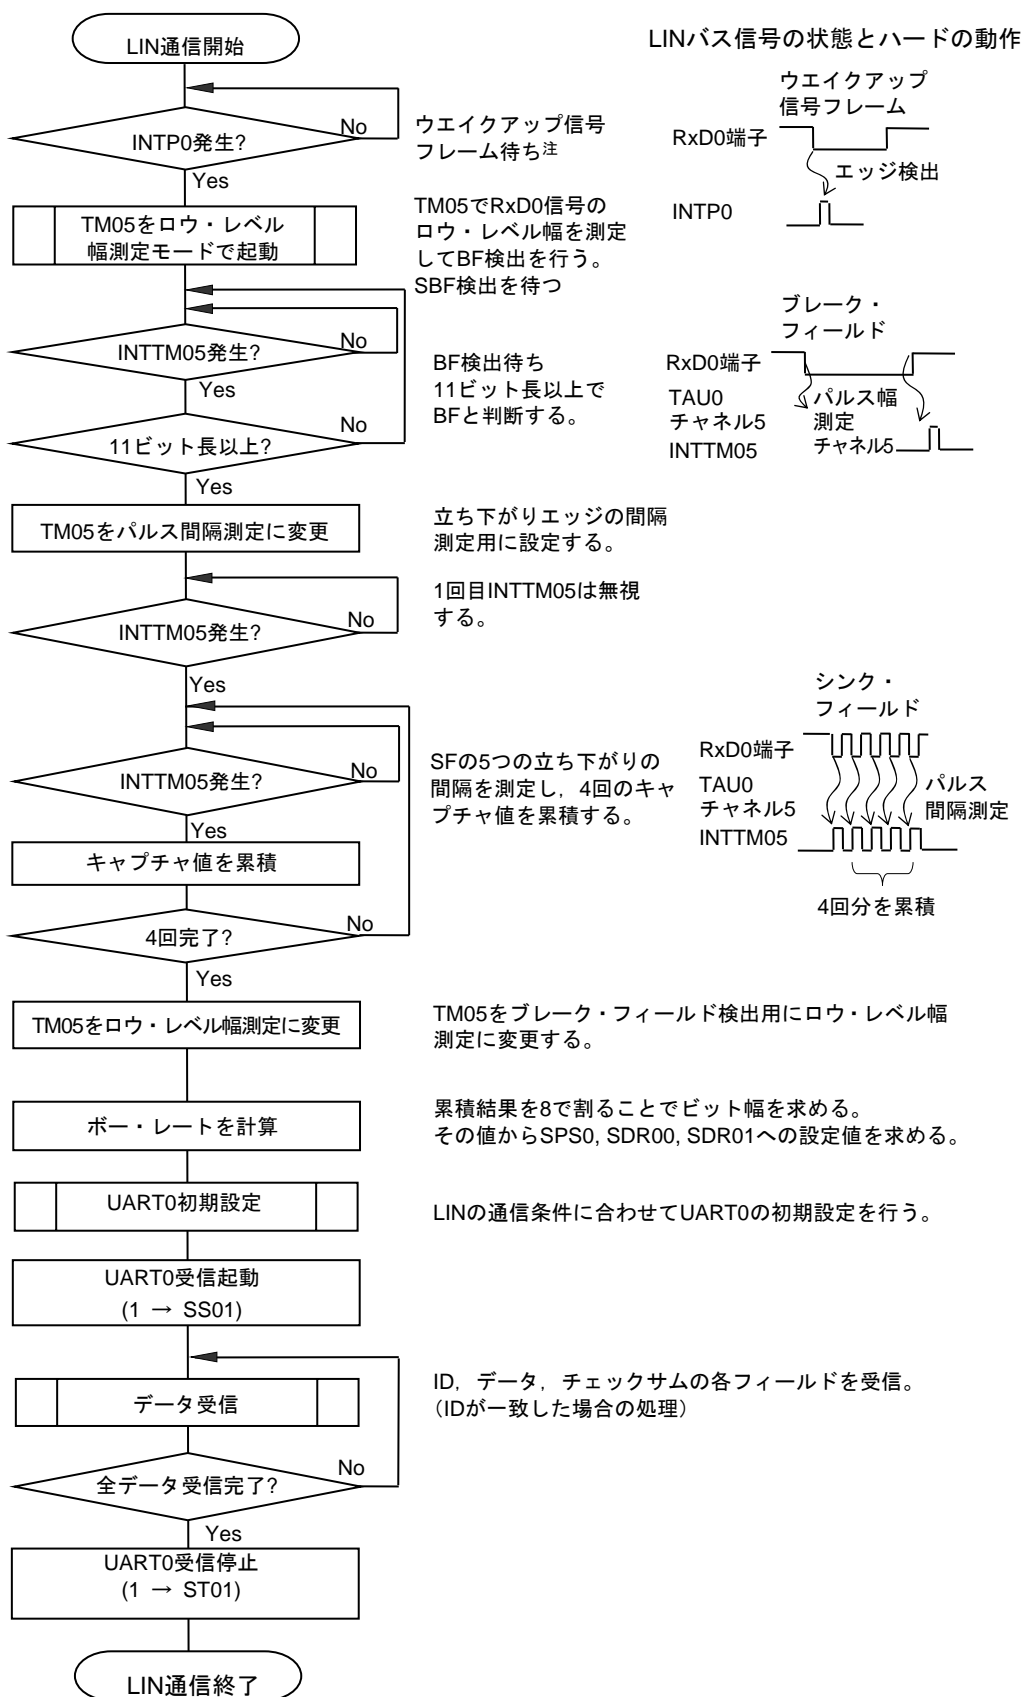 LIN通信開始
LINバス信号の状態とハードの動作
INTP0発生?
No
Yes
ウエイクアップ信号
フレーム待ち注
ウエイクアップ
信号フレーム
RxD0端子
エッジ検出
INTP0
TM05をロウ・レベル
幅測定モードで起動
TM05でRxD0信号の
ロウ・レベル幅を測定
してBF検出を行う。
SBF検出を待つ
INTTM05発生?
No
Yes
11ビット長以上?
No
Yes
BF検出待ち
11ビット長以上で
BFと判断する。
ブレーク・
フィールド
RxD0端子
TAU0
チャネル5
INTTM05
パルス幅
測定
チャネル5
TM05をパルス間隔測定に変更
立ち下がりエッジの間隔
測定用に設定する。
INTTM05発生?
No
Yes
1回目INTTM05は無視
する。
INTTM05発生?
No
Yes
キャプチャ値を累積
4回完了?
No
Yes
SFの5つの立ち下がりの
間隔を測定し，4回のキャ
プチャ値を累積する。
シンク・
フィールド
RxD0端子
TAU0
チャネル5
INTTM05
パルス
間隔測定
4回分を累積
TM05をロウ・レベル幅測定に変更
TM05をブレーク・フィールド検出用にロウ・レベル幅
測定に変更する。
ボー・レートを計算
累積結果を8で割ることでビット幅を求める。
その値からSPS0, SDR00, SDR01への設定値を求める。
UART0初期設定
LINの通信条件に合わせてUART0の初期設定を行う。
UART0受信起動
(1 → SS01)
データ受信
ID，データ，チェックサムの各フィールドを受信。
（IDが一致した場合の処理）
全データ受信完了?
No
Yes
UART0受信停止
(1 → ST01)
LIN通信終了